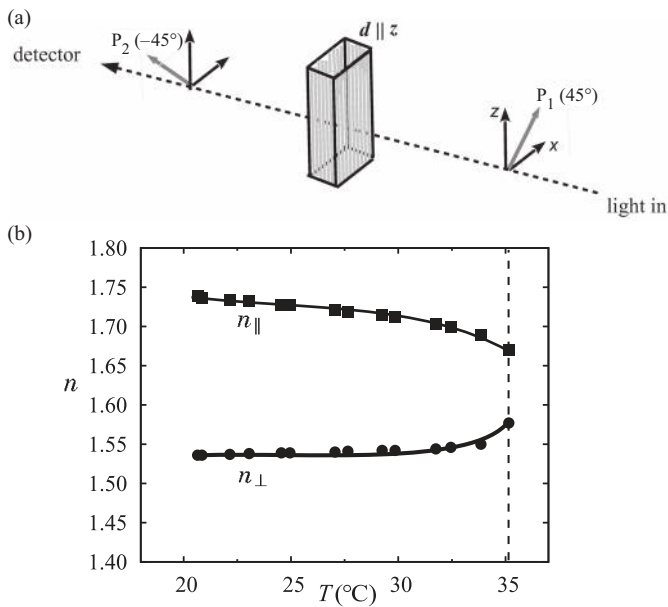 (a)
P2 (−45°)
d || z
detector
P1 (45°)
z
x
light in
(b)
1.80
1.75
n∥
1.70
1.65
n
1.60
1.55
n⊥
1.50
1.45
1.40
20 25 30 35
T(°C)